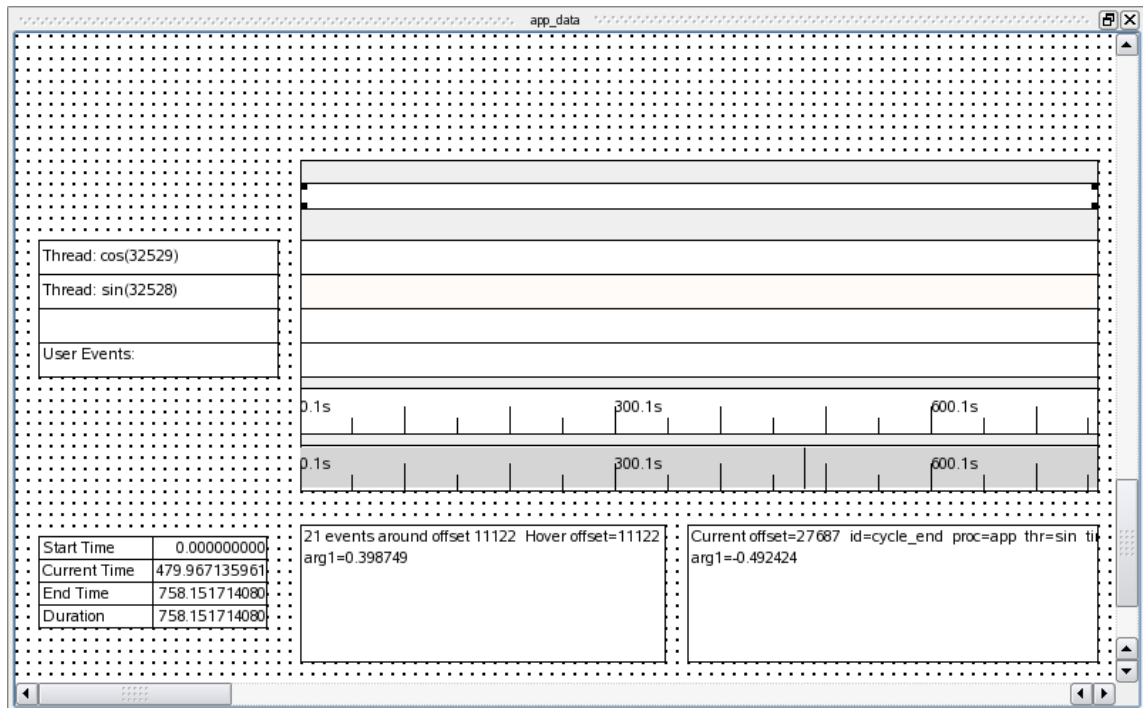 app_data
Thread: cos(32529)
Thread: sin(32528)
User Events:
0.1s 300.1s 600.1s
0.1s 300.1s 600.1s
Start Time 0.000000000
Current Time 479.967135961
End Time 758.151714080
Duration 758.151714080
21 events around offset 11122 Hover offset=11122
arg1=0.398749
Current offset=27687 id=cycle_end proc=app thr=sin
arg1=-0.492424